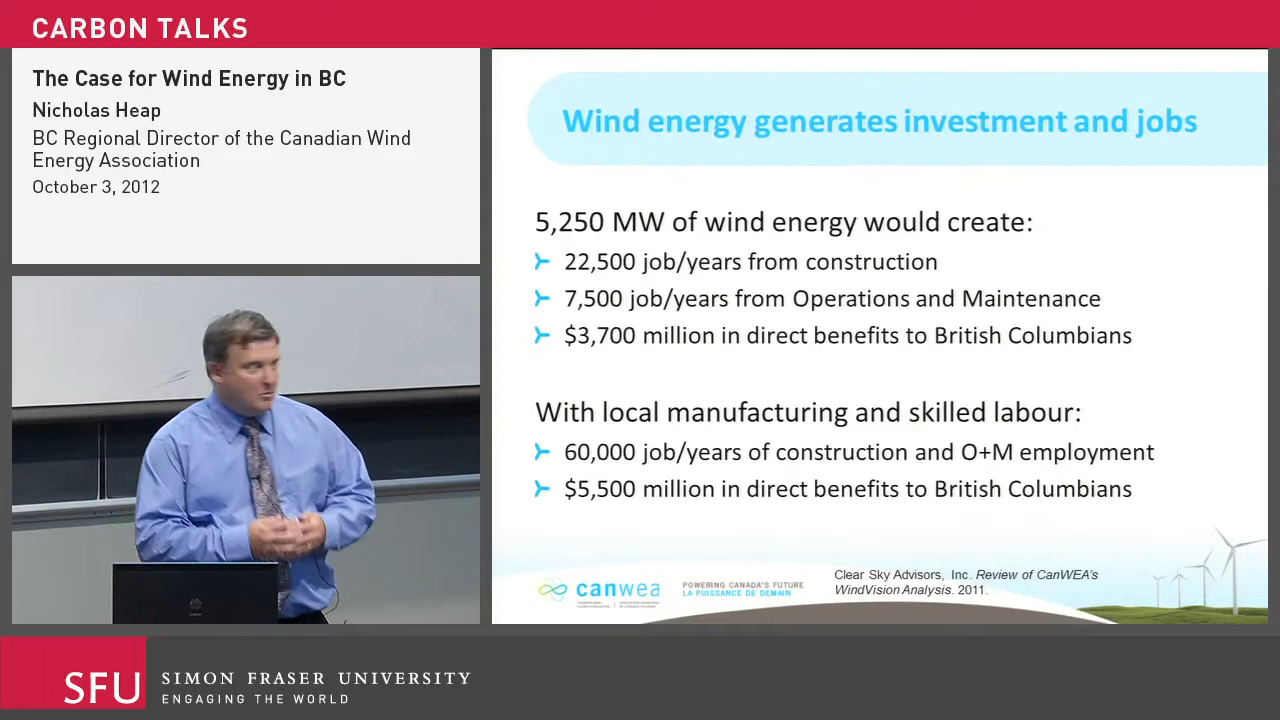 CARBON TALKS
The Case for Wind Energy in BC
Nicholas Heap
BC Regional Director of the Canadian Wind
Energy Association
October 3, 2012
Wind energy generates investment and jobs
5,250 MW of wind energy would create:
22,500 job/years from construction
7,500 job/years from Operations and Maintenance
$3,700 million in direct benefits to British Columbians
With local manufacturing and skilled labour:
60,000 job/years of construction and O+M employment
$5,500 million in direct benefits to British Columbians
canwea
POWERING CANADA'S FUTURE
LA PUISSANCE DE DEMAIN
Clear Sky Advisors, Inc. Review of CanWEA's
WindVision Analysis. 2011.
SFU
SIMON FRASER UNIVERSITY
ENGAGING THE WORLD